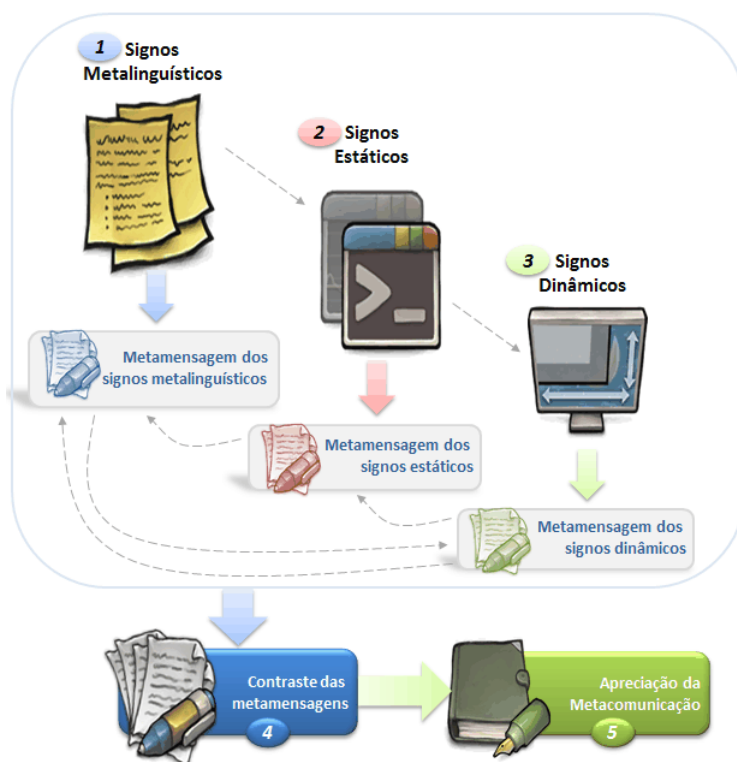 1 Signos
Metalinguísticos
2 Signos
Estáticos
3 Signos
Dinâmicos
Metamensagem dos
signos metalinguísticos
Metamensagem dos
signos estáticos
Metamensagem dos
signos dinâmicos
Contraste das
metamensagens
4
Apreciação da
Metacomunicação
5